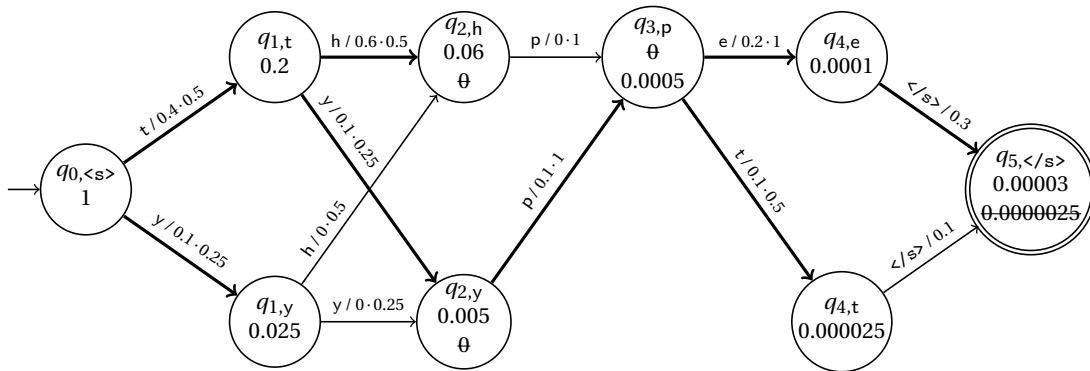 q0,<s>
1
t / 0.4·0.5
y / 0.1·0.25
q1,t
0.2
q1,y
0.025
h / 0.6·0.5
y / 0.1·0.25
h / 0·0.5
y / 0·0.25
q2,h
0.06
0
q2,y
0.005
0
p / 0·1
p / 0.1·1
q3,p
0
0.0005
e / 0.2·1
t / 0.1·0.5
q4,e
0.0001
q4,t
0.000025
</s> / 0.3
</s> / 0.1
q5,</s>
0.00003
0.0000025